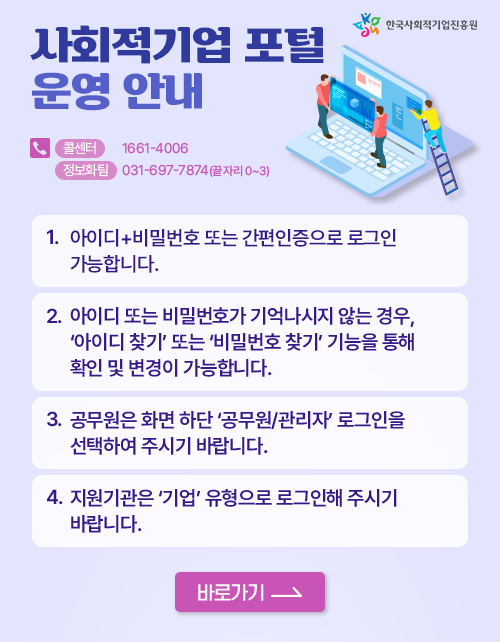 한국사회적기업진흥원
사회적기업 포털
운영 안내
콜센터 1661-4006
정보화팀 031-697-7874(끝자리 0~3)
1. 아이디+비밀번호 또는 간편인증으로 로그인
가능합니다.
2. 아이디 또는 비밀번호가 기억나시지 않는 경우,
‘아이디 찾기’ 또는 ‘비밀번호 찾기’ 기능을 통해
확인 및 변경이 가능합니다.
3. 공무원은 화면 하단 ‘공무원/관리자’ 로그인을
선택하여 주시기 바랍니다.
4. 지원기관은 ‘기업’ 유형으로 로그인해 주시기
바랍니다.
바로가기